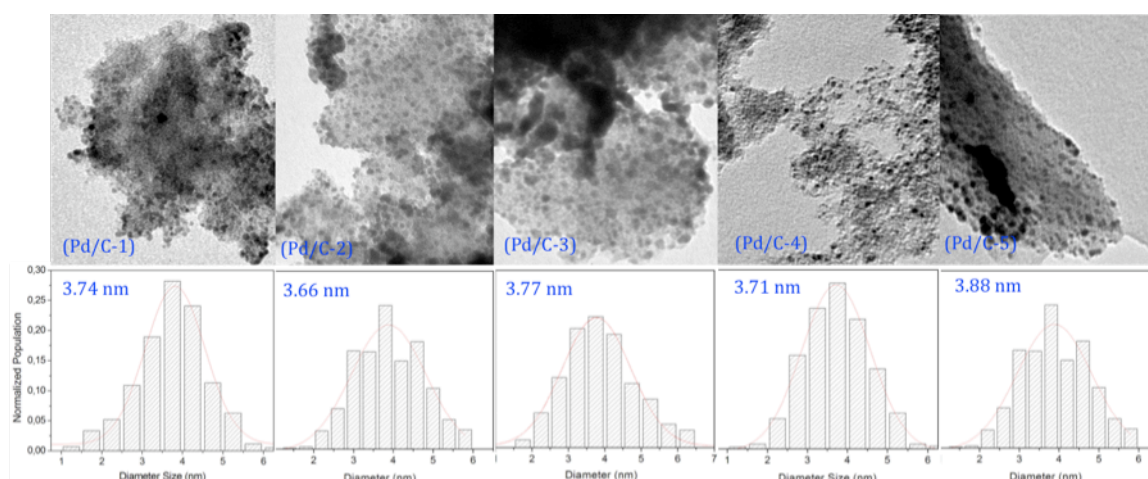 (Pd/C-1) (Pd/C-2) (Pd/C-3) (Pd/C-4) (Pd/C-5)
3.74 nm 3.66 nm 3.77 nm 3.71 nm 3.88 nm
Normalized Population
0,30
0,25
0,20
0,15
0,10
0,05
0,00
1 2 3 4 5 6 2 3 4 5 6 1 2 3 4 5 6 7 1 2 3 4 5 6 1 2 3 4 5 6
Diameter Size (nm) Diameter (nm) Diameter (nm) Diameter Size (nm) Diameter (nm)